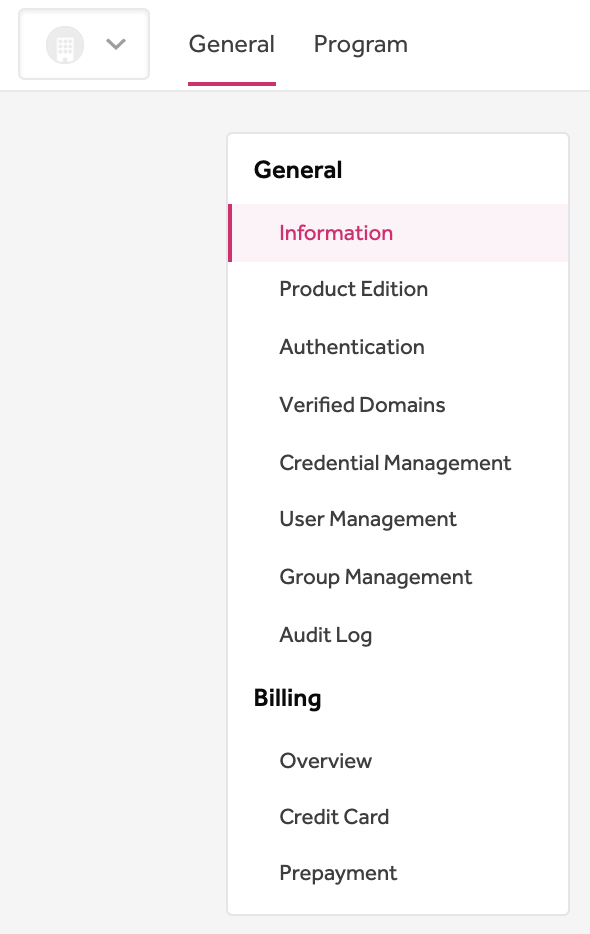 General
Program
General
Information
Product Edition
Authentication
Verified Domains
Credential Management
User Management
Group Management
Audit Log
Billing
Overview
Credit Card
Prepayment